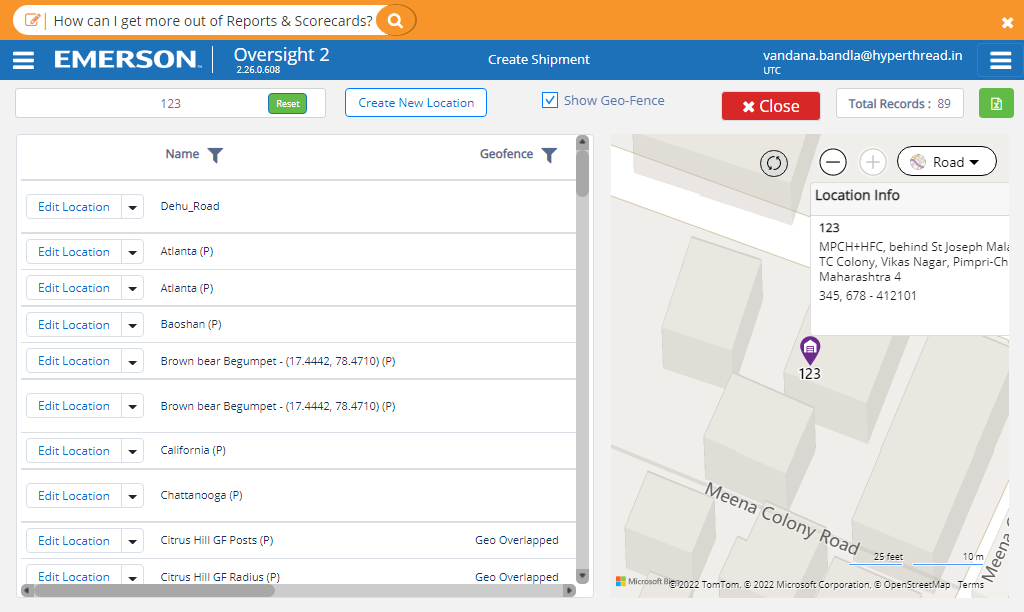 How can I get more out of Reports & Scorecards?
EMERSON
Oversight 2
2.26.0.608
Create Shipment
vandana.bandla@hyperthread.in
UTC
123
Reset
Create New Location
Show Geo-Fence
Close
Total Records : 89
Name
Geofence
Edit Location Dehu_Road
Edit Location Atlanta (P)
Edit Location Atlanta (P)
Edit Location Baoshan (P)
Edit Location Brown bear Begumpet - (17.4442, 78.4710) (P)
Edit Location Brown bear Begumpet - (17.4442, 78.4710) (P)
Edit Location California (P)
Edit Location Chattanooga (P)
Edit Location Citrus Hill GF Posts (P) Geo Overlapped
Edit Location Citrus Hill GF Radius (P) Geo Overlapped
Road
Location Info
123
MPCH+HFC, behind St Joseph Mala
TC Colony, Vikas Nagar, Pimpri-Ch
Maharashtra 4
345, 678 - 412101
123
Meena Colony Road
Meena
25 feet
10 m
Microsoft Bing
© 2022 TomTom, © 2022 Microsoft Corporation, © OpenStreetMap Terms